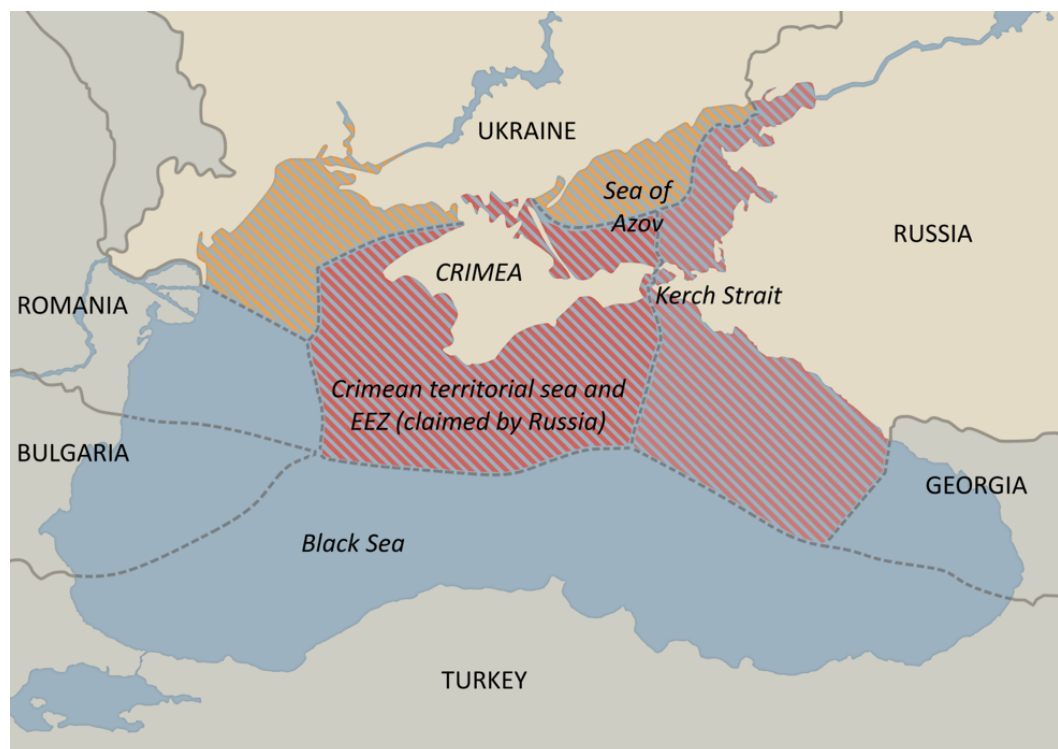 UKRAINE
Sea of
Azov
RUSSIA
CRIMEA
ROMANIA
Kerch Strait
Crimean territorial sea and
EEZ (claimed by Russia)
BULGARIA
GEORGIA
Black Sea
TURKEY